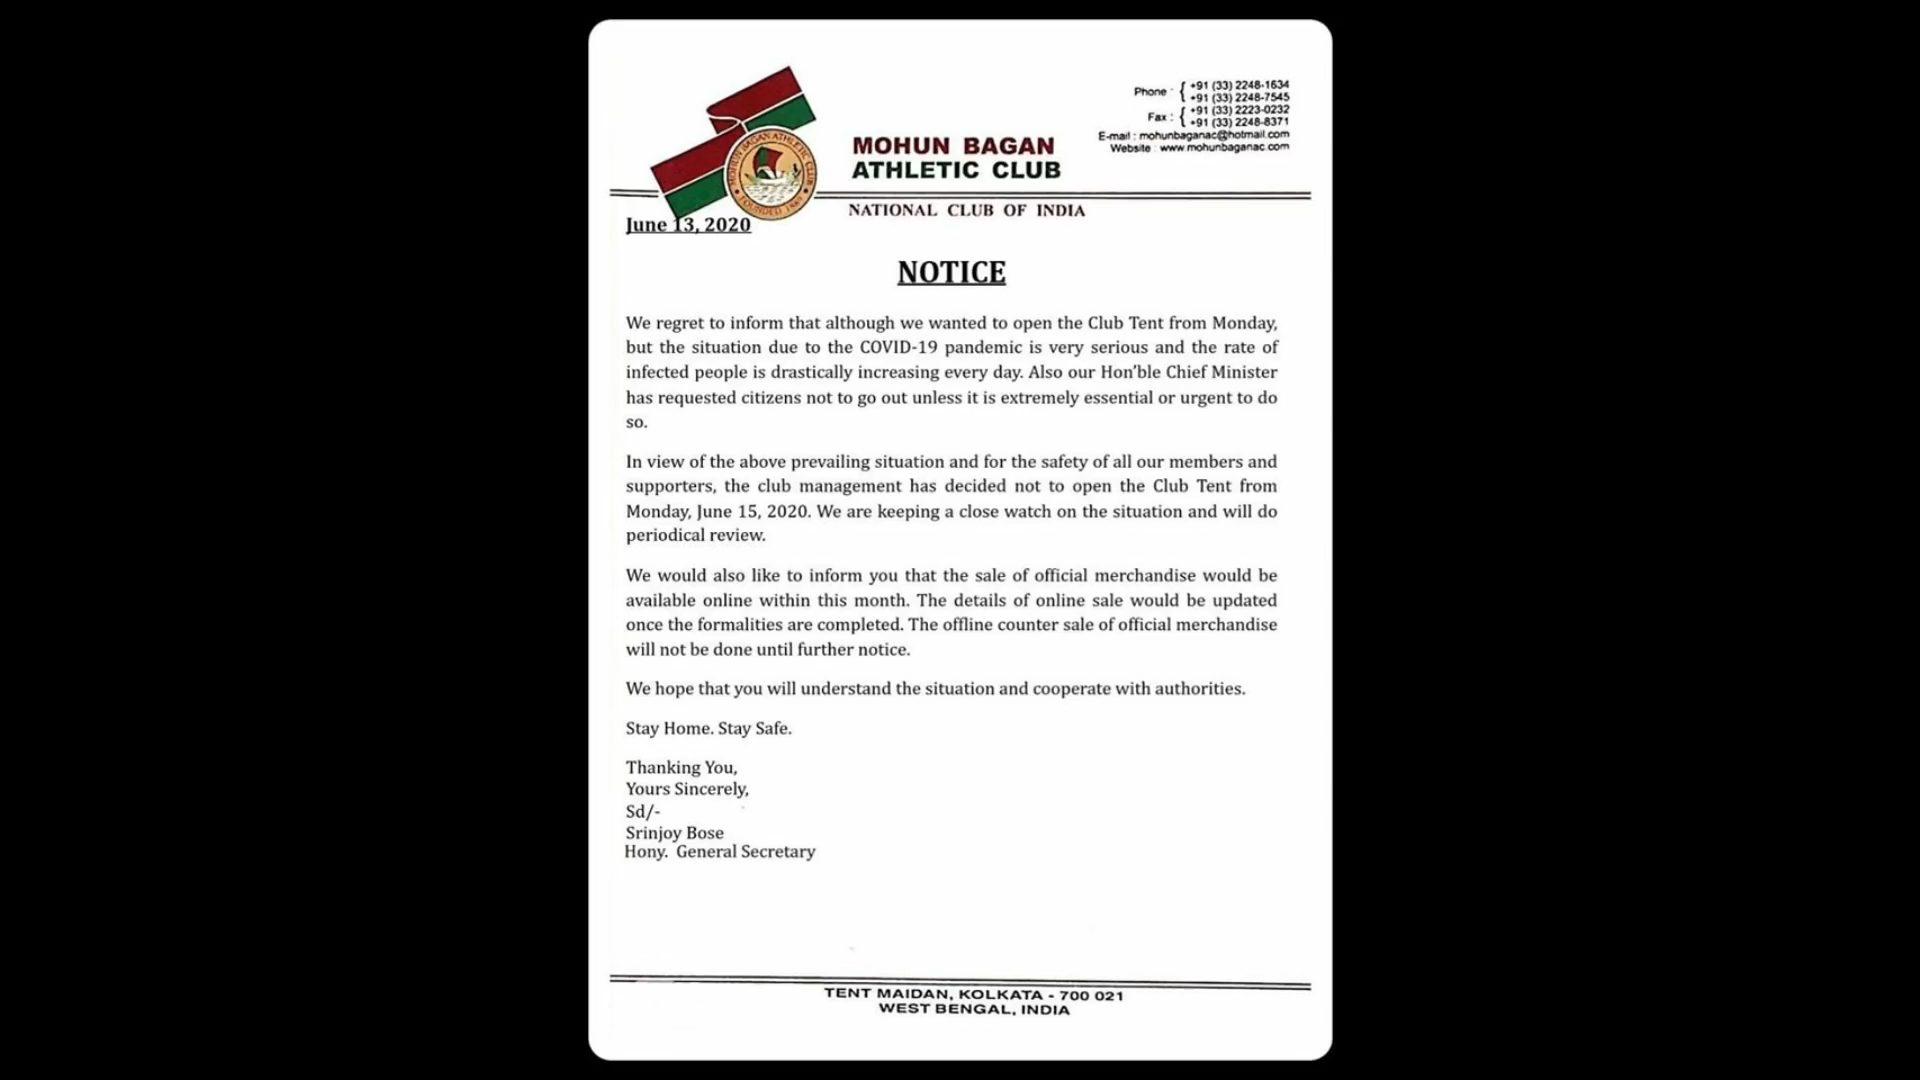 Phone : { +91 (33) 2248-1634
+91 (33) 2248-7545
Fax : { +91 (33) 2223-0232
+91 (33) 2248-8371
E-mail : mohunbaganac@hotmail.com
Website : www.mohunbaganac.com
MOHUN BAGAN ATHLETIC CLUB
FOUNDED 1889
MOHUN BAGAN
ATHLETIC CLUB
NATIONAL CLUB OF INDIA
June 13, 2020
NOTICE
We regret to inform that although we wanted to open the Club Tent from Monday,
but the situation due to the COVID-19 pandemic is very serious and the rate of
infected people is drastically increasing every day. Also our Hon’ble Chief Minister
has requested citizens not to go out unless it is extremely essential or urgent to do
so.
In view of the above prevailing situation and for the safety of all our members and
supporters, the club management has decided not to open the Club Tent from
Monday, June 15, 2020. We are keeping a close watch on the situation and will do
periodical review.
We would also like to inform you that the sale of official merchandise would be
available online within this month. The details of online sale would be updated
once the formalities are completed. The offline counter sale of official merchandise
will not be done until further notice.
We hope that you will understand the situation and cooperate with authorities.
Stay Home. Stay Safe.
Thanking You,
Yours Sincerely,
Sd/-
Srinjoy Bose
Hony. General Secretary
TENT MAIDAN, KOLKATA - 700 021
WEST BENGAL, INDIA